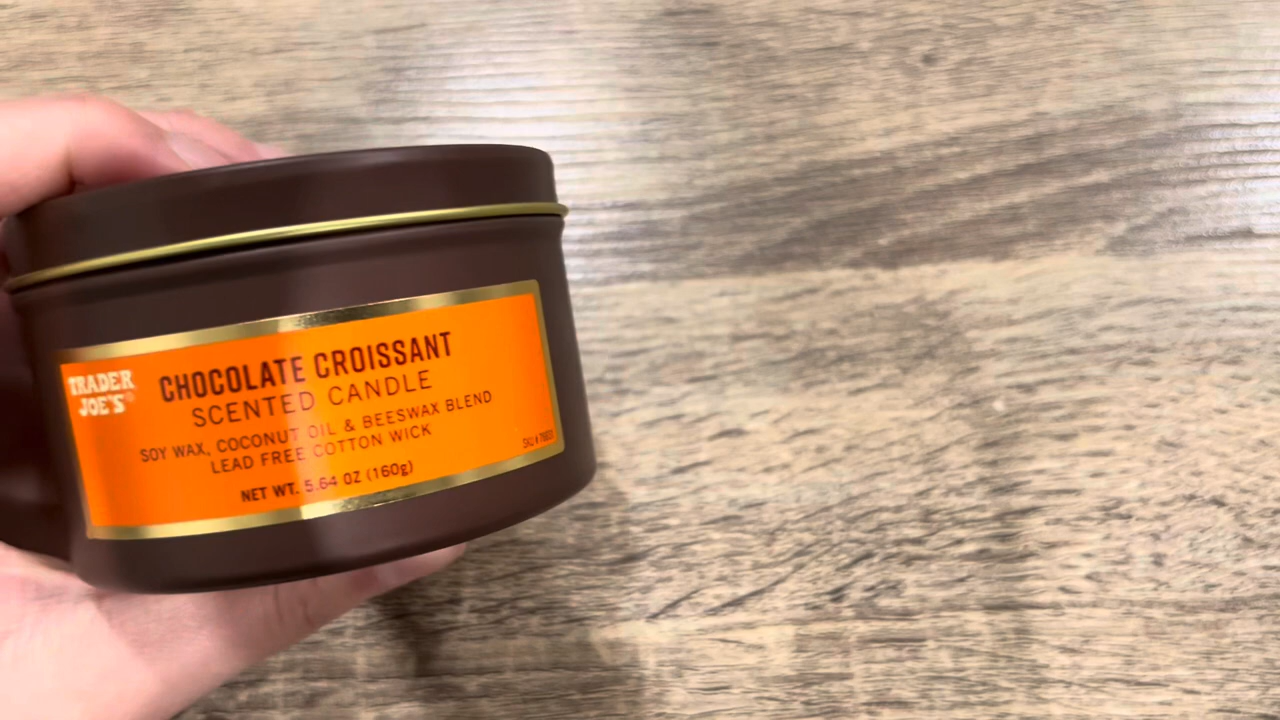 TRADER
JOE'S
CHOCOLATE CROISSANT
SCENTED CANDLE
SOY WAX, COCONUT OIL & BEESWAX BLEND
LEAD FREE COTTON WICK
NET WT. 5.64 OZ (160g)
SKU#